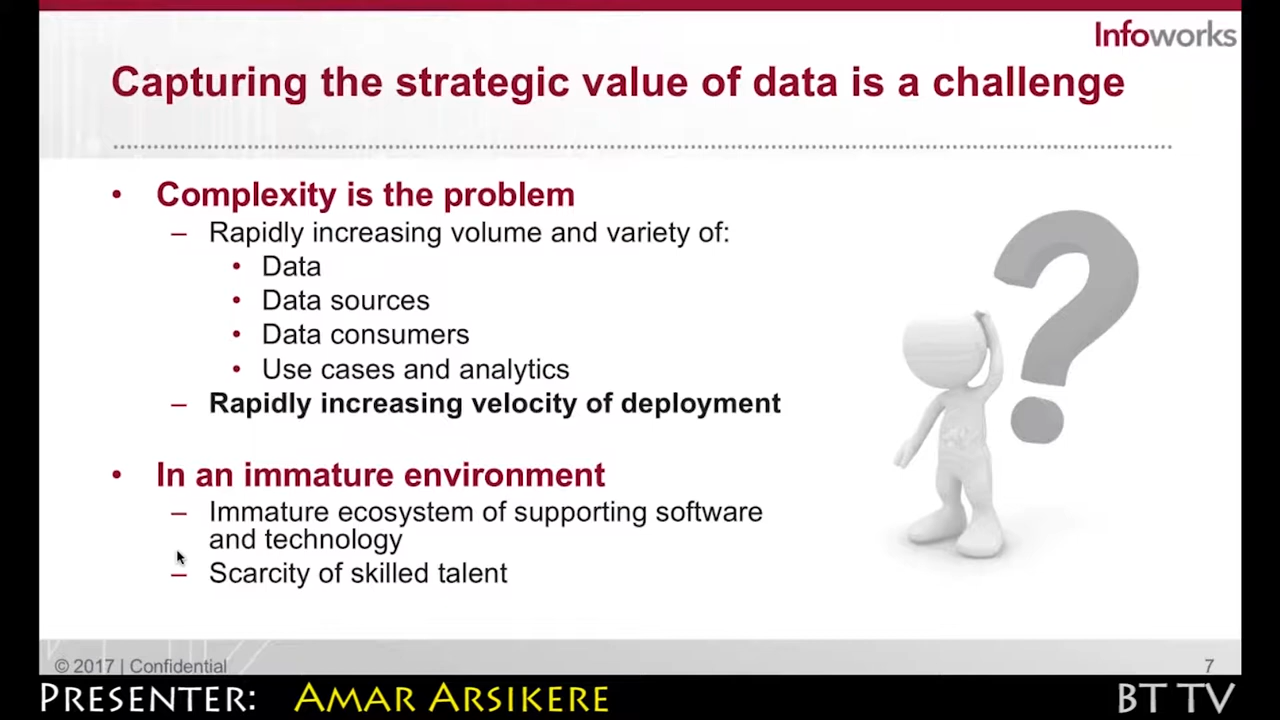 Infoworks
Capturing the strategic value of data is a challenge
• Complexity is the problem
– Rapidly increasing volume and variety of:
• Data
• Data sources
• Data consumers
• Use cases and analytics
– Rapidly increasing velocity of deployment
• In an immature environment
– Immature ecosystem of supporting software
and technology
– Scarcity of skilled talent
© 2017 | Confidential
7
PRESENTER: AMAR ARSIKERE
BT TV